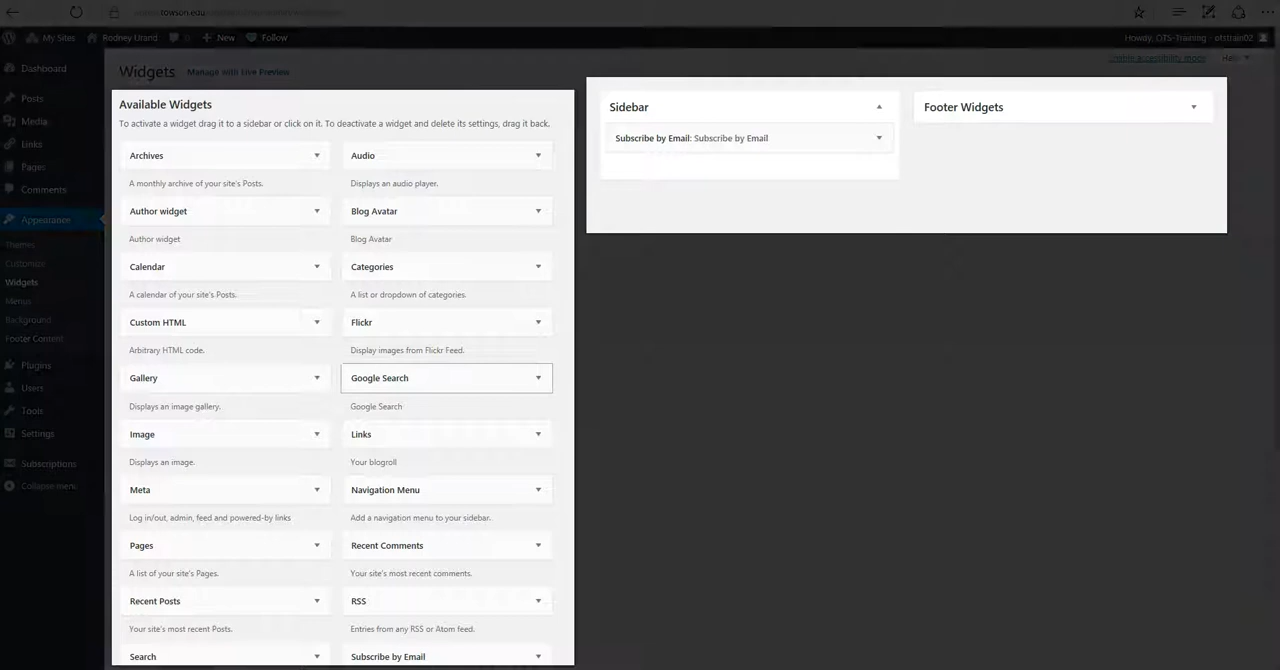 towson.edu
My Sites
Rodney Urand
0
New
Follow
Howdy, OTS-Training - otstrain02
Dashboard
Posts
Media
Links
Pages
Comments
Appearance
Themes
Customize
Widgets
Menus
Background
Footer Content
Plugins
Users
Tools
Settings
Subscriptions
Collapse menu
Widgets
Manage with Live Preview
Enable accessibility mode
Help
Available Widgets
To activate a widget drag it to a sidebar or click on it. To deactivate a widget and delete its settings, drag it back.
Archives
Audio
A monthly archive of your site's Posts.
Displays an audio player.
Author widget
Blog Avatar
Author widget
Blog Avatar
Calendar
Categories
A calendar of your site's Posts.
A list or dropdown of categories.
Custom HTML
Flickr
Arbitrary HTML code.
Display images from Flickr Feed.
Gallery
Google Search
Displays an image gallery.
Google Search
Image
Links
Displays an image.
Your blogroll
Meta
Navigation Menu
Log in/out, admin, feed and powered-by links
Add a navigation menu to your sidebar.
Pages
Recent Comments
A list of your site's Pages.
Your site's most recent comments.
Recent Posts
RSS
Your site's most recent Posts.
Entries from any RSS or Atom feed.
Search
Subscribe by Email
Sidebar
Subscribe by Email: Subscribe by Email
Footer Widgets